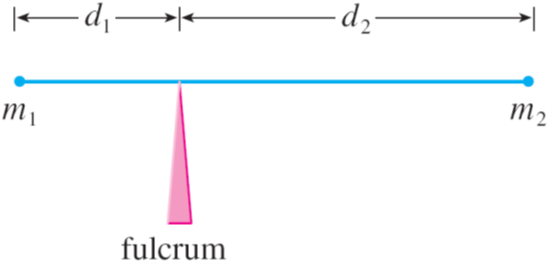 d₁ d₂
m₁ m₂
fulcrum